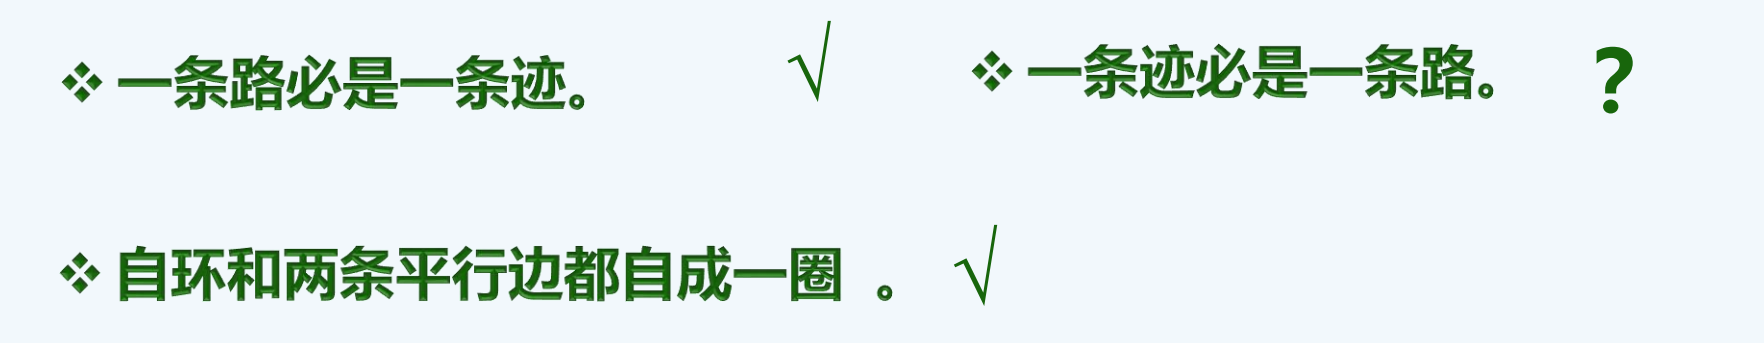 ❖一条路必是一条迹。 √
❖一条迹必是一条路。 ?
❖自环和两条平行边都自成一圈 。 √